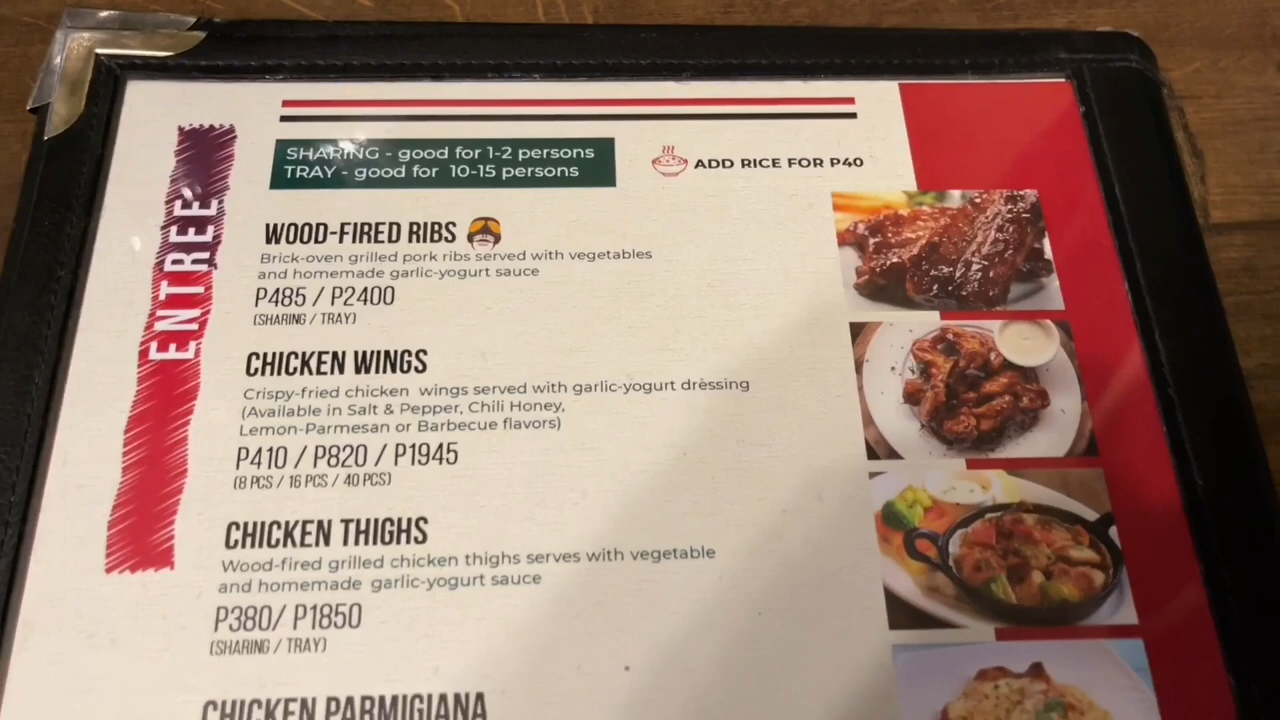 ENTREE
SHARING - good for 1-2 persons
TRAY - good for 10-15 persons
ADD RICE FOR P40
WOOD-FIRED RIBS
Brick-oven grilled pork ribs served with vegetables
and homemade garlic-yogurt sauce
P485 / P2400
(SHARING / TRAY)
CHICKEN WINGS
Crispy-fried chicken wings served with garlic-yogurt dressing
(Available in Salt & Pepper, Chili Honey,
Lemon-Parmesan or Barbecue flavors)
P410 / P820 / P1945
(8 PCS / 16 PCS / 40 PCS)
CHICKEN THIGHS
Wood-fired grilled chicken thighs serves with vegetable
and homemade garlic-yogurt sauce
P380/ P1850
(SHARING / TRAY)
CHICKEN PARMIGIANA